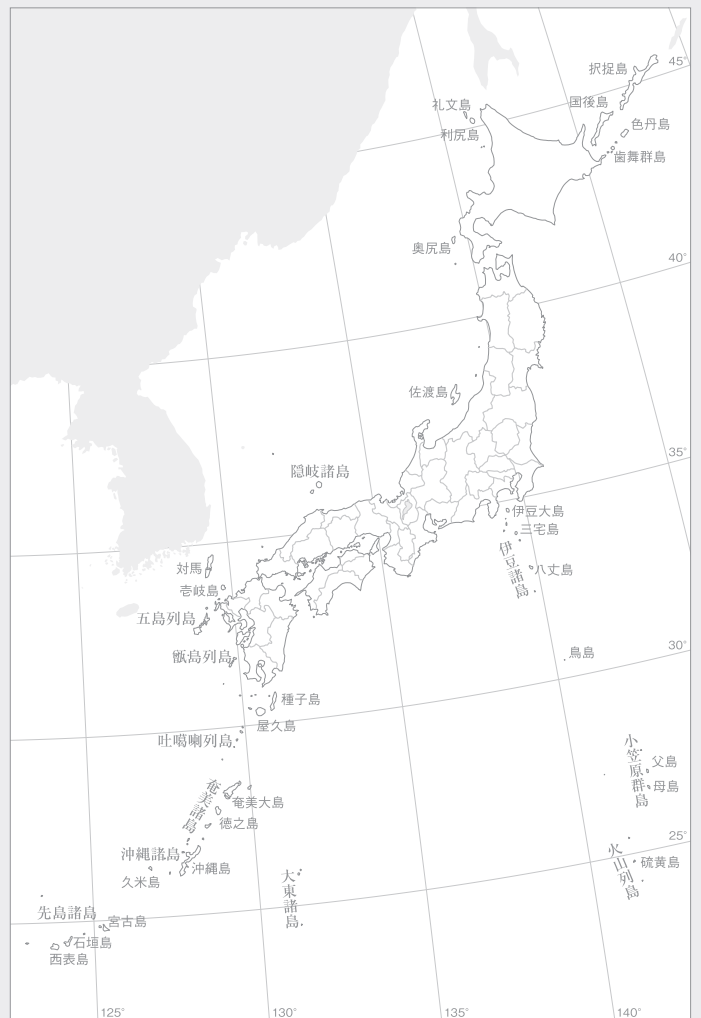 択捉島
45°
国後島
礼文島
色丹島
利尻島
歯舞群島
奥尻島
40°
佐渡島
35°
隠岐諸島
伊豆大島
三宅島
伊豆諸島
八丈島
対馬
壱岐島
五島列島
30°
鳥島
甑島列島
種子島
屋久島
吐噶喇列島
小笠原群島
父島
母島
奄美諸島
奄美大島
徳之島
25°
沖縄諸島
沖縄島
火山列島
硫黄島
久米島
大東諸島
先島諸島
宮古島
石垣島
西表島
125°
130°
135°
140°